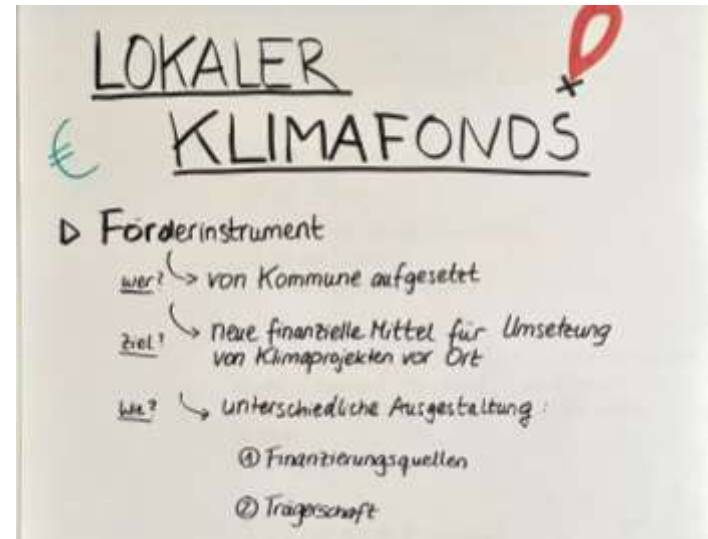 LOKALER
€ KLIMAFONDS
▷ Förderinstrument
wer? ↳ von Kommune aufgesetzt
Ziel? ↳ neue finanzielle Mittel für Umsetzung
von Klimaprojekten vor Ort
wie? ↳ unterschiedliche Ausgestaltung:
① Finanzierungsquellen
② Trägerschaft